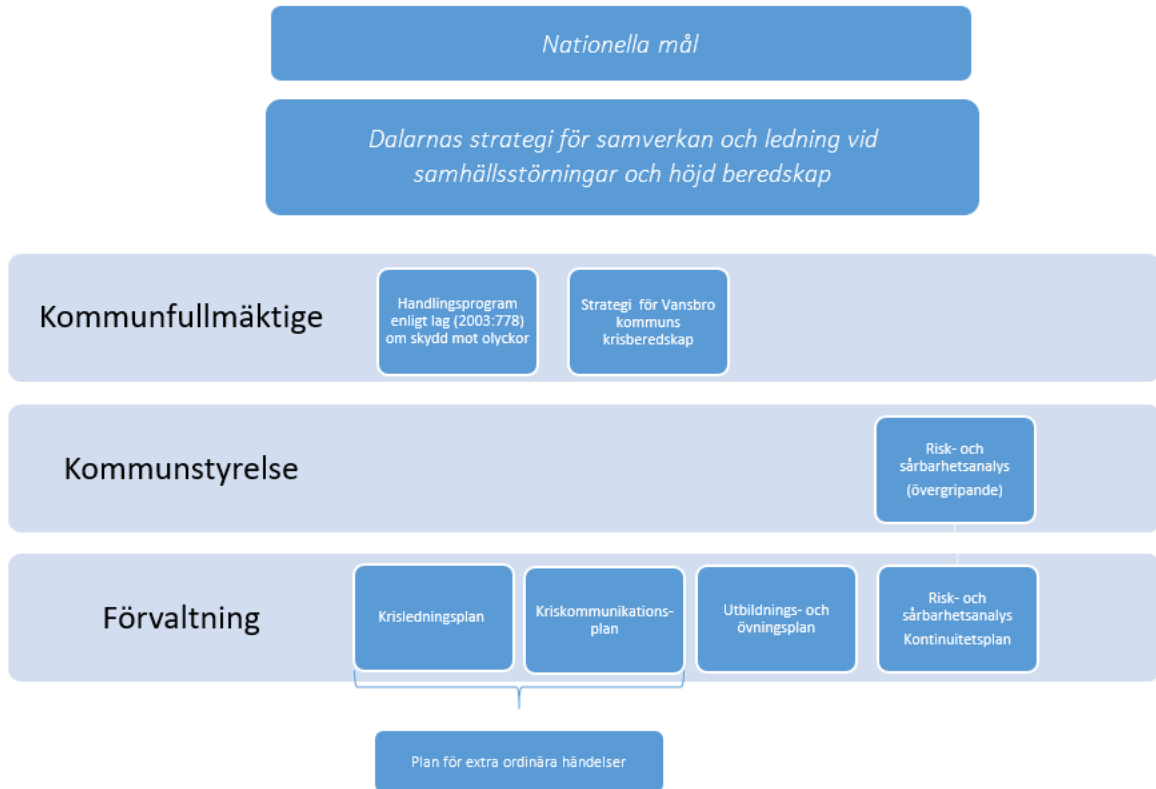 Nationella mål
Dalarnas strategi för samverkan och ledning vid
samhällsstörningar och höjd beredskap
Kommunfullmäktige
Handlingsprogram
enligt lag (2003:778)
om skydd mot olyckor
Strategi för Vansbro
kommuns
krisberedskap
Kommunstyrelse
Risk- och
sårbarhetsanalys
(övergripande)
Förvaltning
Krisledningsplan
Kriskommunikations-
plan
Utbildnings- och
övningsplan
Risk- och
sårbarhetsanalys
Kontinuitetsplan
Plan för extra ordinära händelser